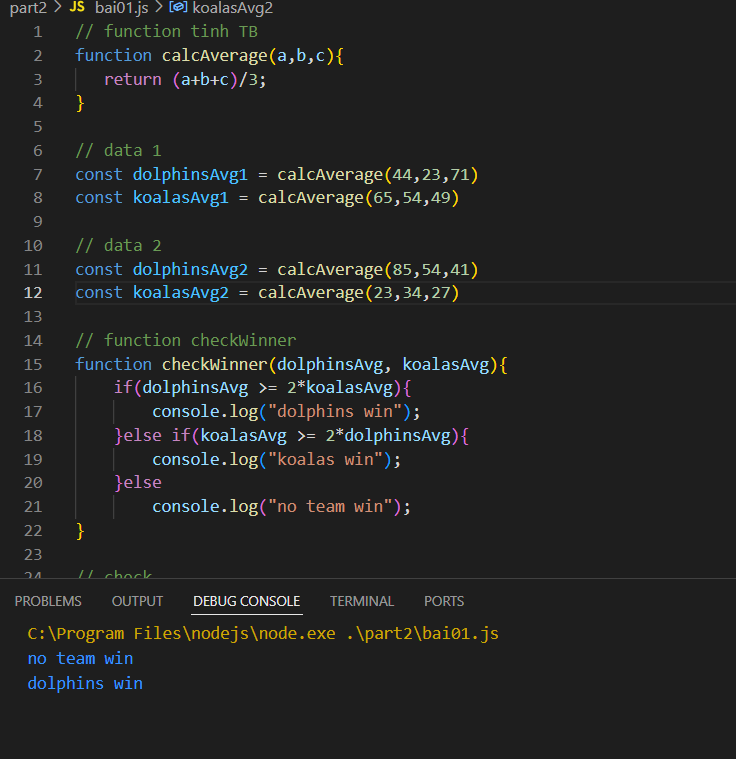 part2 > JS bai01.js > koalasAvg2
1 // function tinh TB
2 function calcAverage(a,b,c){
3 return (a+b+c)/3;
4 }
5
6 // data 1
7 const dolphinsAvg1 = calcAverage(44,23,71)
8 const koalasAvg1 = calcAverage(65,54,49)
9
10 // data 2
11 const dolphinsAvg2 = calcAverage(85,54,41)
12 const koalasAvg2 = calcAverage(23,34,27)
13
14 // function checkWinner
15 function checkWinner(dolphinsAvg, koalasAvg){
16 if(dolphinsAvg >= 2*koalasAvg){
17 console.log("dolphins win");
18 }else if(koalasAvg >= 2*dolphinsAvg){
19 console.log("koalas win");
20 }else
21 console.log("no team win");
22 }
23
24 // check
PROBLEMS OUTPUT DEBUG CONSOLE TERMINAL PORTS
C:\Program Files\nodejs\node.exe .\part2\bai01.js
no team win
dolphins win